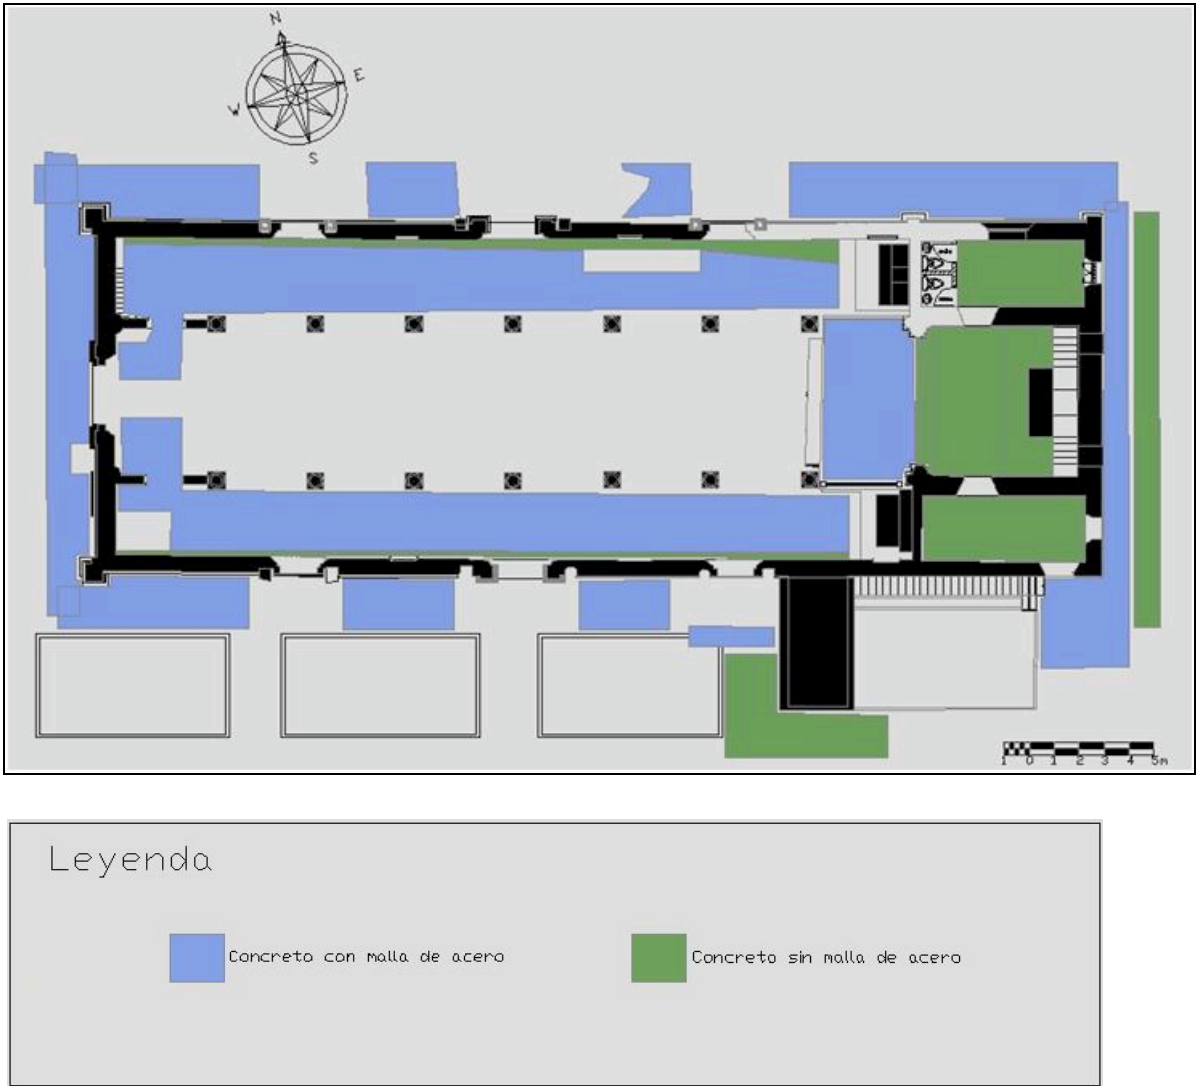 N
E
W
S
1 0 1 2 3 4 5m
Leyenda
Concreto con malla de acero
Concreto sin malla de acero